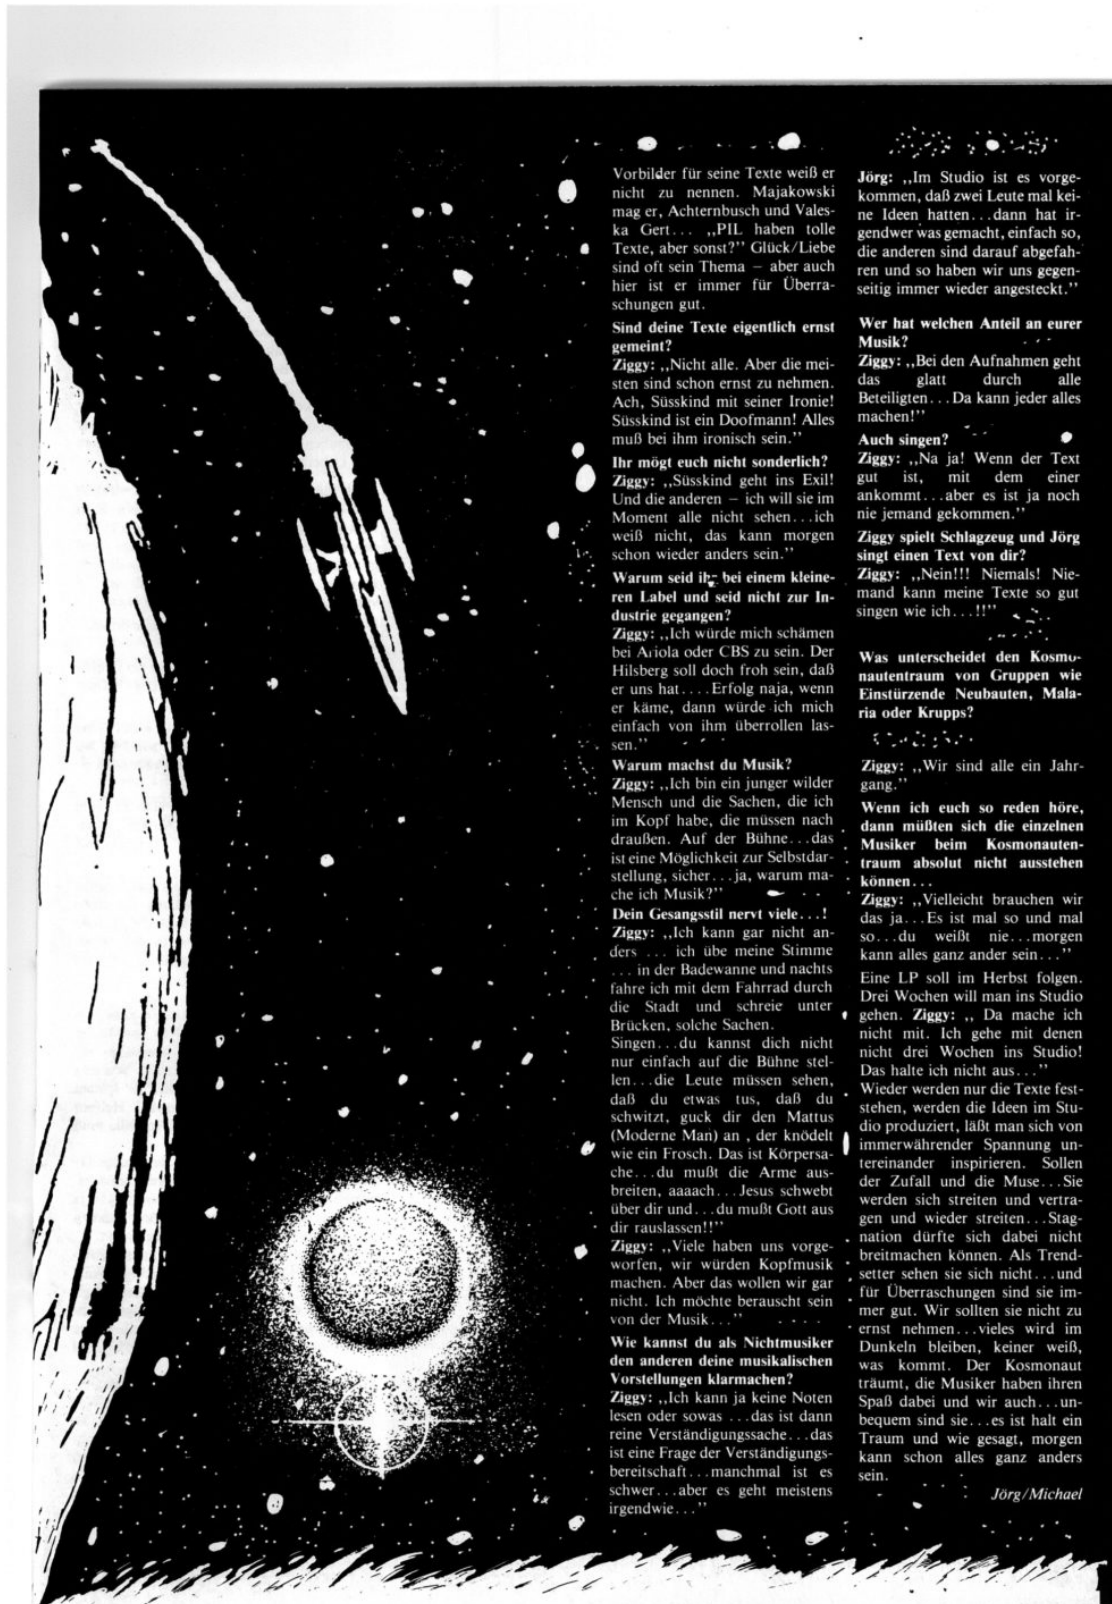 Vorbilder für seine Texte weiß er
nicht zu nennen. Majakowski
mag er, Achternbusch und Vales-
ka Gert... ,,PIL haben tolle
Texte, aber sonst?'' Glück/Liebe
sind oft sein Thema – aber auch
hier ist er immer für Überra-
schungen gut.
Sind deine Texte eigentlich ernst
gemeint?
Ziggy: ,,Nicht alle. Aber die mei-
sten sind schon ernst zu nehmen.
Ach, Süsskind mit seiner Ironie!
Süsskind ist ein Doofmann! Alles
muß bei ihm ironisch sein.''
Ihr mögt euch nicht sonderlich?
Ziggy: ,,Süsskind geht ins Exil!
Und die anderen – ich will sie im
Moment alle nicht sehen...ich
weiß nicht, das kann morgen
schon wieder anders sein.''
Warum seid ihr bei einem kleine-
ren Label und seid nicht zur In-
dustrie gegangen?
Ziggy: ,,Ich würde mich schämen
bei Ariola oder CBS zu sein. Der
Hilsberg soll doch froh sein, daß
er uns hat....Erfolg naja, wenn
er käme, dann würde ich mich
einfach von ihm überrollen las-
sen.''
Warum machst du Musik?
Ziggy: ,,Ich bin ein junger wilder
Mensch und die Sachen, die ich
im Kopf habe, die müssen nach
draußen. Auf der Bühne...das
ist eine Möglichkeit zur Selbstdar-
stellung, sicher...ja, warum ma-
che ich Musik?''
Dein Gesangsstil nervt viele...!
Ziggy: ,,Ich kann gar nicht an-
ders ... ich übe meine Stimme
... in der Badewanne und nachts
fahre ich mit dem Fahrrad durch
die Stadt und schreie unter
Brücken, solche Sachen.
Singen...du kannst dich nicht
nur einfach auf die Bühne stel-
len...die Leute müssen sehen,
daß du etwas tus, daß du
schwitzt, guck dir den Mattus
(Moderne Man) an , der knödelt
wie ein Frosch. Das ist Körpersa-
che...du mußt die Arme aus-
breiten, aaaach...Jesus schwebt
über dir und...du mußt Gott aus
dir rauslassen!!''
Ziggy: ,,Viele haben uns vorge-
worfen, wir würden Kopfmusik
machen. Aber das wollen wir gar
nicht. Ich möchte berauscht sein
von der Musik...''
Wie kannst du als Nichtmusiker
den anderen deine musikalischen
Vorstellungen klarmachen?
Ziggy: ,,Ich kann ja keine Noten
lesen oder sowas ...das ist dann
reine Verständigungssache...das
ist eine Frage der Verständigungs-
bereitschaft...manchmal ist es
schwer...aber es geht meistens
irgendwie...''
Jörg: ,,Im Studio ist es vorge-
kommen, daß zwei Leute mal kei-
ne Ideen hatten...dann hat ir-
gendwer was gemacht, einfach so,
die anderen sind darauf abgefah-
ren und so haben wir uns gegen-
seitig immer wieder angesteckt.''
Wer hat welchen Anteil an eurer
Musik?
Ziggy: ,,Bei den Aufnahmen geht
das glatt durch alle
Beteiligten...Da kann jeder alles
machen!''
Auch singen?
Ziggy: ,,Na ja! Wenn der Text
gut ist, mit dem einer
ankommt...aber es ist ja noch
nie jemand gekommen.''
Ziggy spielt Schlagzeug und Jörg
singt einen Text von dir?
Ziggy: ,,Nein!!! Niemals! Nie-
mand kann meine Texte so gut
singen wie ich...!!''
Was unterscheidet den Kosmo-
nautentraum von Gruppen wie
Einstürzende Neubauten, Mala-
ria oder Krupps?
Ziggy: ,,Wir sind alle ein Jahr-
gang.''
Wenn ich euch so reden höre,
dann müßten sich die einzelnen
Musiker beim Kosmonauten-
traum absolut nicht ausstehen
können...
Ziggy: ,,Vielleicht brauchen wir
das ja...Es ist mal so und mal
so...du weißt nie...morgen
kann alles ganz ander sein...''
Eine LP soll im Herbst folgen.
Drei Wochen will man ins Studio
gehen. Ziggy: ,, Da mache ich
nicht mit. Ich gehe mit denen
nicht drei Wochen ins Studio!
Das halte ich nicht aus...''
Wieder werden nur die Texte fest-
stehen, werden die Ideen im Stu-
dio produziert, läßt man sich von
immerwährender Spannung un-
tereinander inspirieren. Sollen
der Zufall und die Muse...Sie
werden sich streiten und vertra-
gen und wieder streiten...Stag-
nation dürfte sich dabei nicht
breitmachen können. Als Trend-
setter sehen sie sich nicht...und
für Überraschungen sind sie im-
mer gut. Wir sollten sie nicht zu
ernst nehmen...vieles wird im
Dunkeln bleiben, keiner weiß,
was kommt. Der Kosmonaut
träumt, die Musiker haben ihren
Spaß dabei und wir auch...un-
bequem sind sie...es ist halt ein
Traum und wie gesagt, morgen
kann schon alles ganz anders
sein.
Jörg/Michael